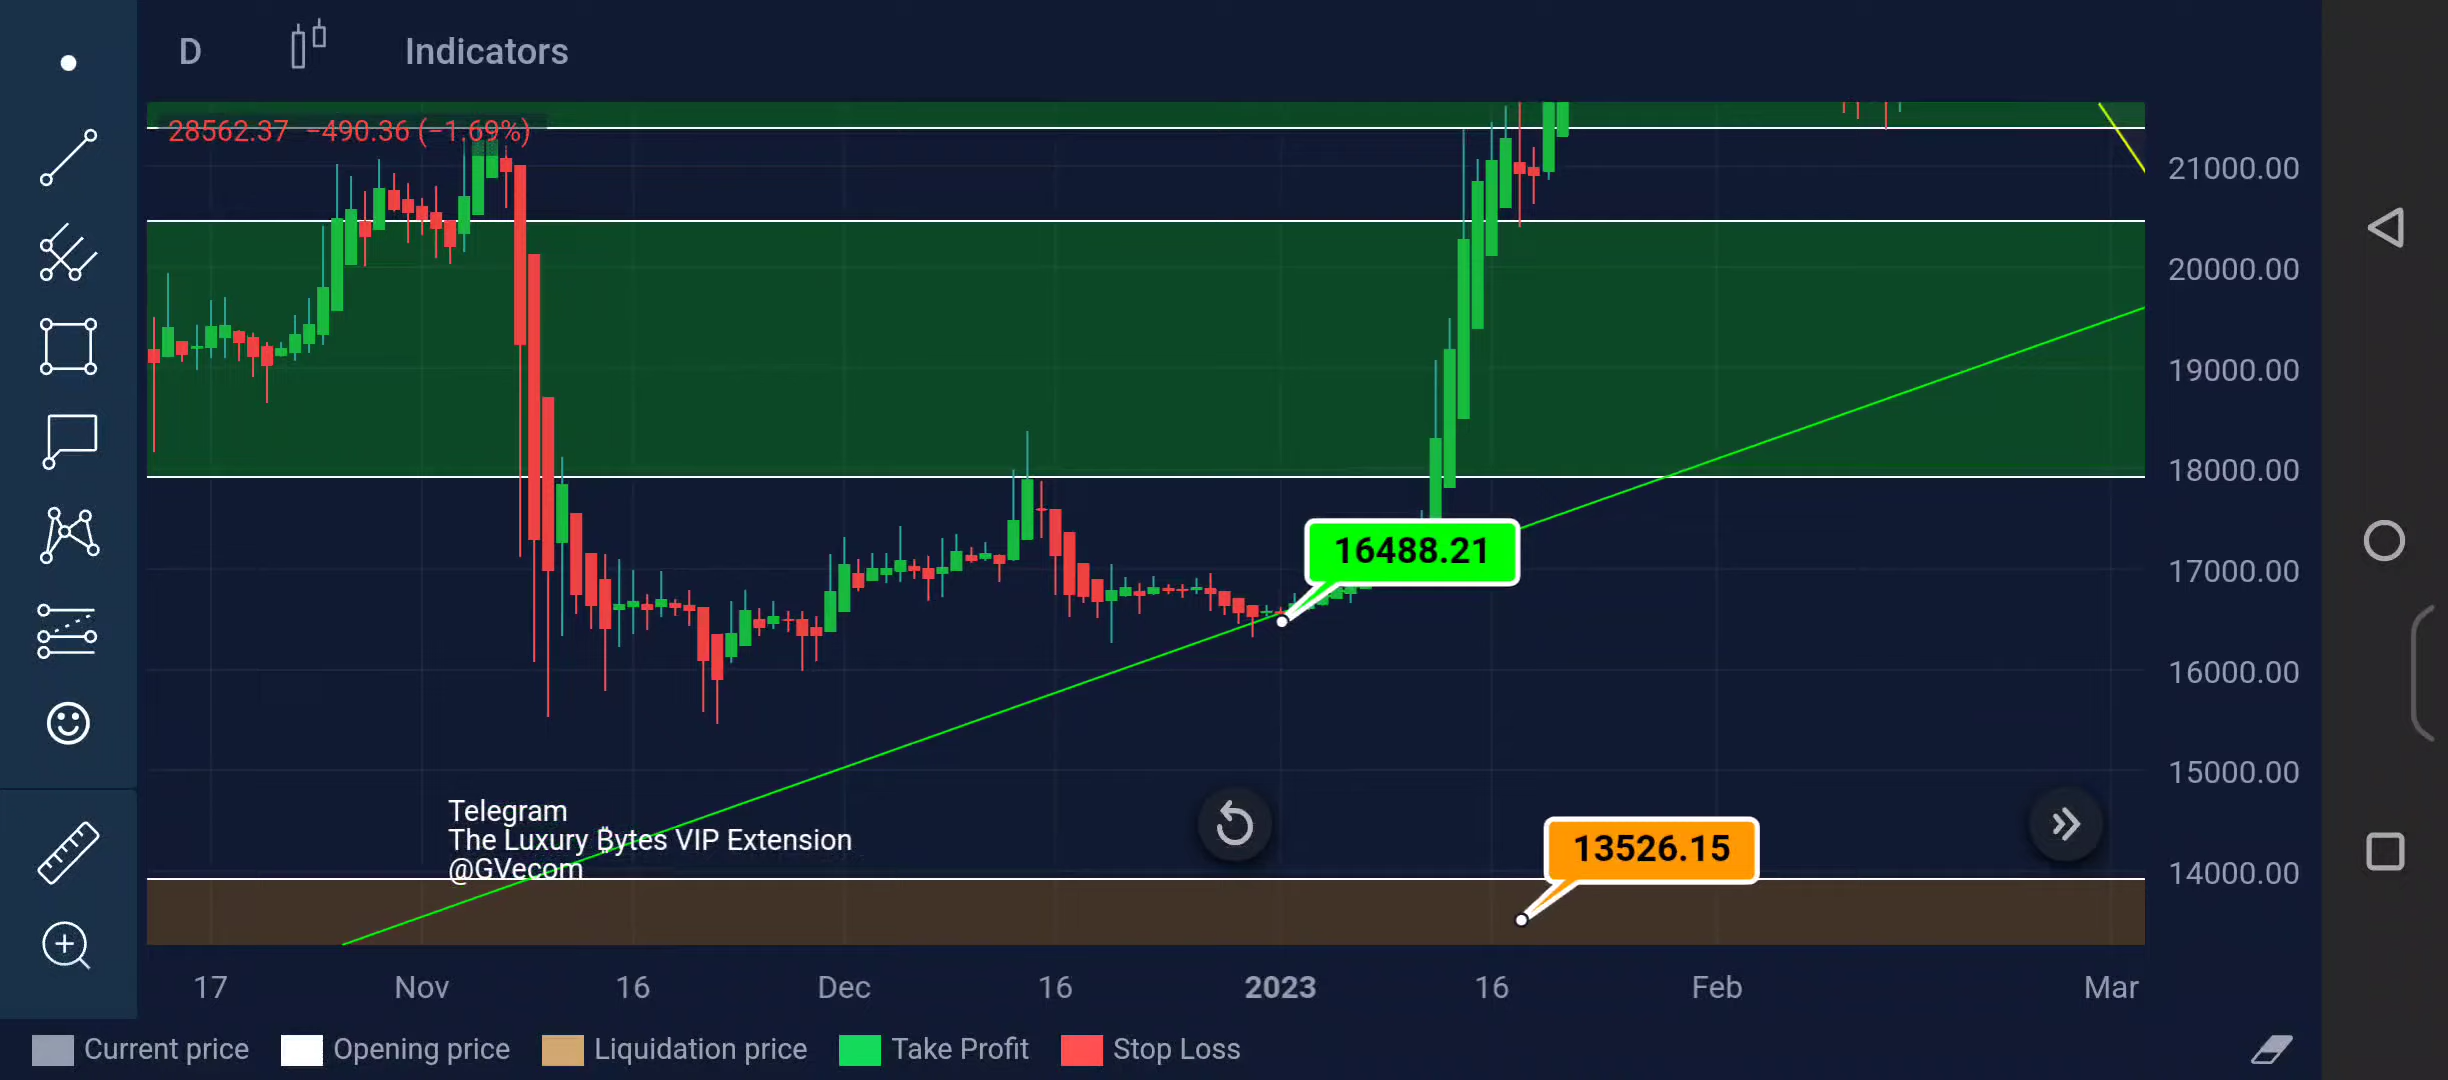 D Indicators
28562.37 −490.36 (−1.69%)
21000.00
20000.00
19000.00
18000.00
16488.21
17000.00
16000.00
15000.00
Telegram
The Luxury ₿ytes VIP Extension
@GVecom
13526.15
14000.00
17 Nov 16 Dec 16 2023 16 Feb Mar
Current price Opening price Liquidation price Take Profit Stop Loss